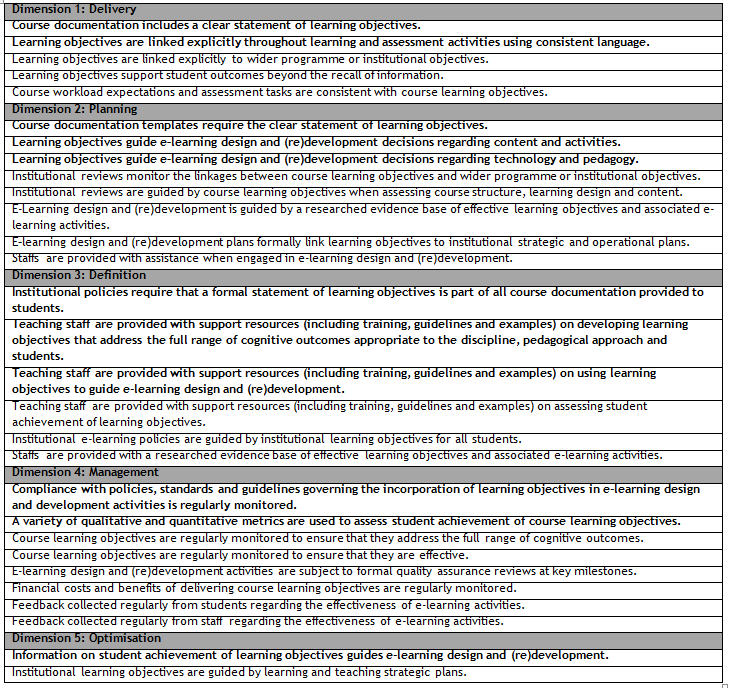 Dimension 1: Delivery
Course documentation includes a clear statement of learning objectives.
Learning objectives are linked explicitly throughout learning and assessment activities using consistent language.
Learning objectives are linked explicitly to wider programme or institutional objectives.
Learning objectives support student outcomes beyond the recall of information.
Course workload expectations and assessment tasks are consistent with course learning objectives.
Dimension 2: Planning
Course documentation templates require the clear statement of learning objectives.
Learning objectives guide e-learning design and (re)development decisions regarding content and activities.
Learning objectives guide e-learning design and (re)development decisions regarding technology and pedagogy.
Institutional reviews monitor the linkages between course learning objectives and wider programme or institutional objectives.
Institutional reviews are guided by course learning objectives when assessing course structure, learning design and content.
E-Learning design and (re)development is guided by a researched evidence base of effective learning objectives and associated e-
learning activities.
E-learning design and (re)development plans formally link learning objectives to institutional strategic and operational plans.
Staffs are provided with assistance when engaged in e-learning design and (re)development.
Dimension 3: Definition
Institutional policies require that a formal statement of learning objectives is part of all course documentation provided to
students.
Teaching staff are provided with support resources (including training, guidelines and examples) on developing learning
objectives that address the full range of cognitive outcomes appropriate to the discipline, pedagogical approach and
students.
Teaching staff are provided with support resources (including training, guidelines and examples) on using learning
objectives to guide e-learning design and (re)development.
Teaching staff are provided with support resources (including training, guidelines and examples) on assessing student
achievement of learning objectives.
Institutional e-learning policies are guided by institutional learning objectives for all students.
Staffs are provided with a researched evidence base of effective learning objectives and associated e-learning activities.
Dimension 4: Management
Compliance with policies, standards and guidelines governing the incorporation of learning objectives in e-learning design
and development activities is regularly monitored.
A variety of qualitative and quantitative metrics are used to assess student achievement of course learning objectives.
Course learning objectives are regularly monitored to ensure that they address the full range of cognitive outcomes.
Course learning objectives are regularly monitored to ensure that they are effective.
E-learning design and (re)development activities are subject to formal quality assurance reviews at key milestones.
Financial costs and benefits of delivering course learning objectives are regularly monitored.
Feedback collected regularly from students regarding the effectiveness of e-learning activities.
Feedback collected regularly from staff regarding the effectiveness of e-learning activities.
Dimension 5: Optimisation
Information on student achievement of learning objectives guides e-learning design and (re)development.
Institutional learning objectives are guided by learning and teaching strategic plans.